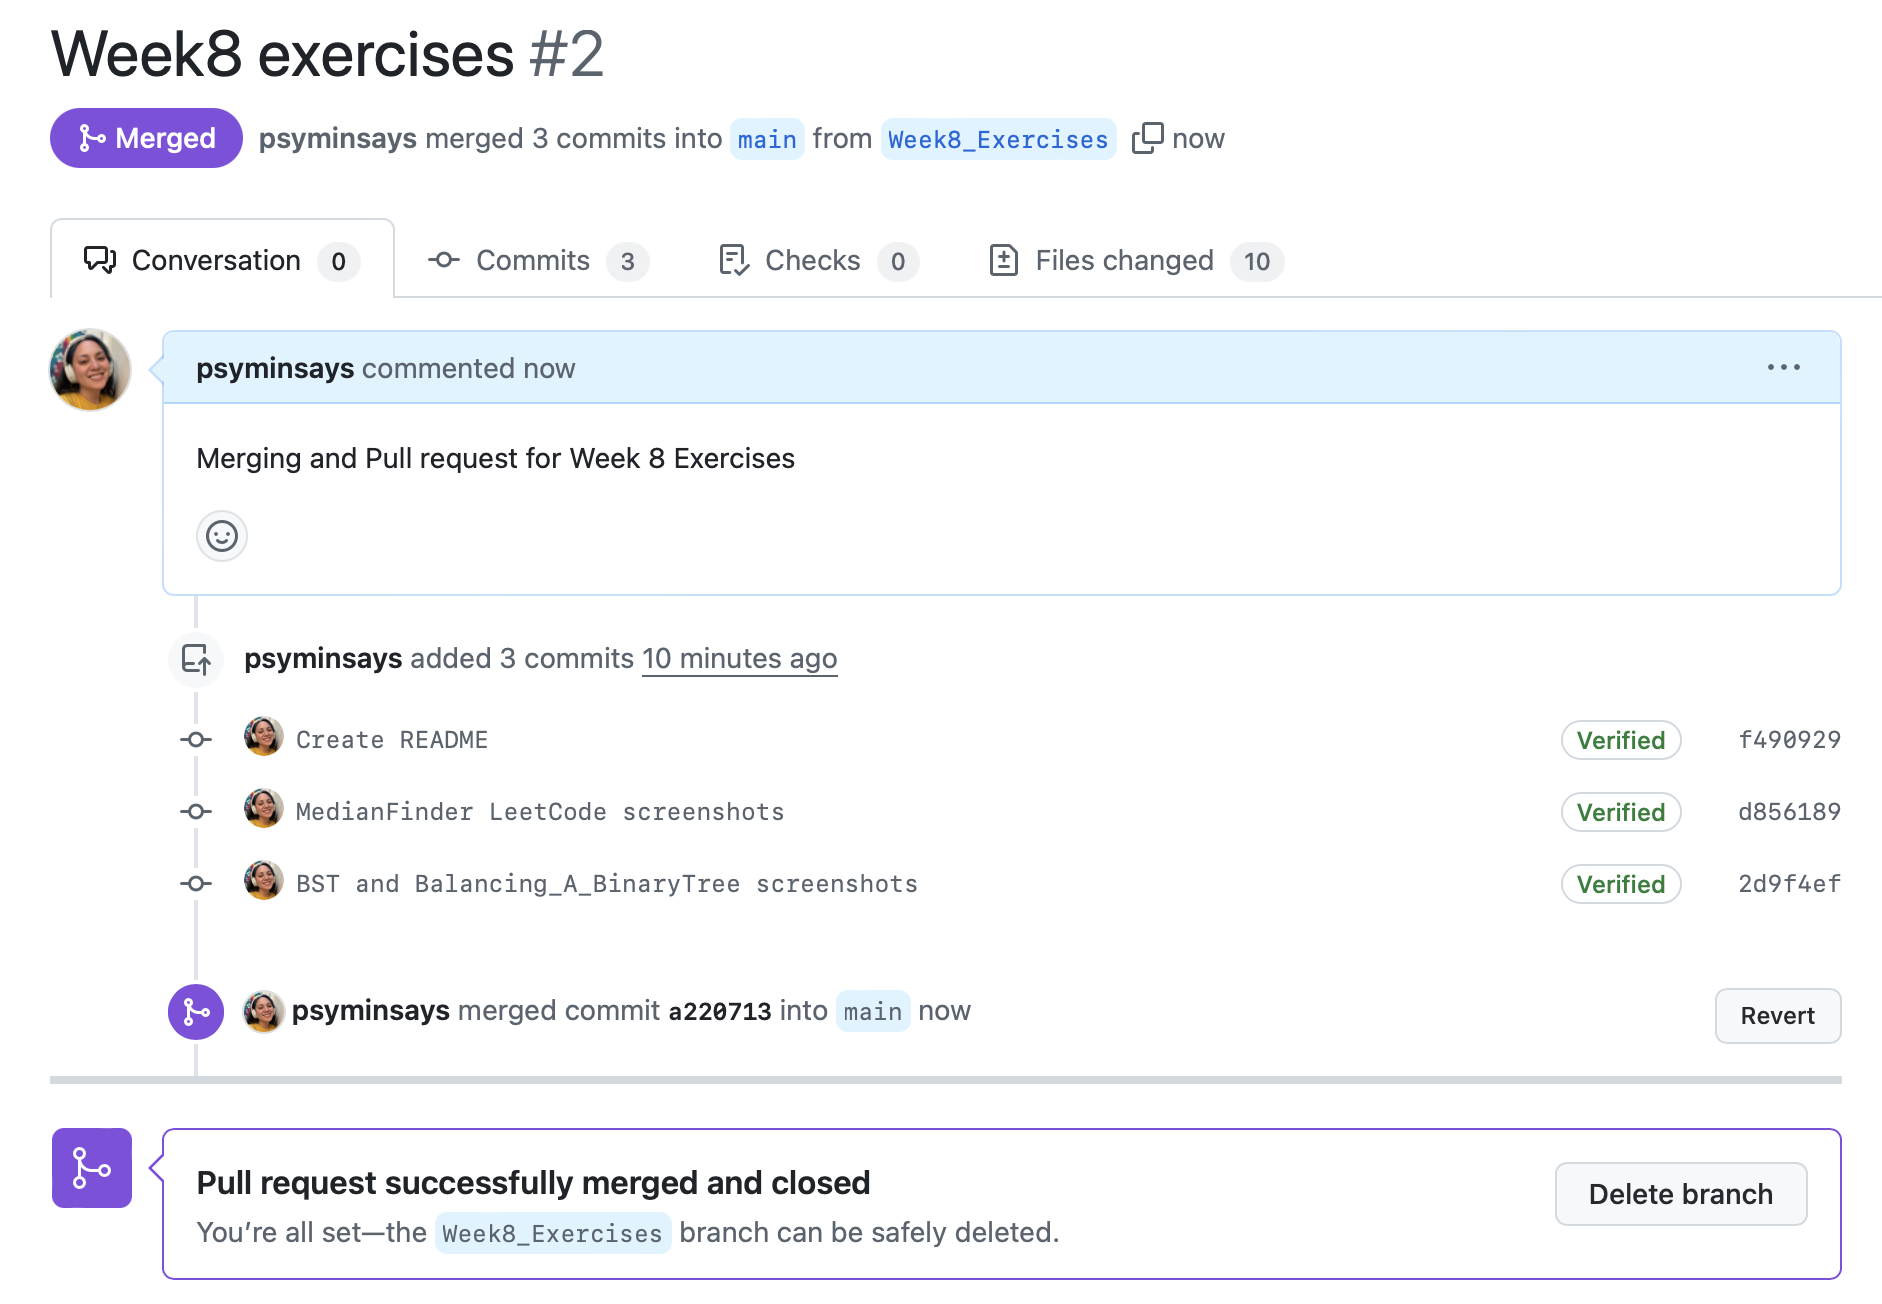 Week8 exercises #2
Merged psyminsays merged 3 commits into main from Week8_Exercises now
Conversation 0 Commits 3 Checks 0 Files changed 10
psyminsays commented now
Merging and Pull request for Week 8 Exercises
psyminsays added 3 commits 10 minutes ago
Create README Verified f490929
MedianFinder LeetCode screenshots Verified d856189
BST and Balancing_A_BinaryTree screenshots Verified 2d9f4ef
psyminsays merged commit a220713 into main now Revert
Pull request successfully merged and closed
Delete branch
You’re all set—the Week8_Exercises branch can be safely deleted.